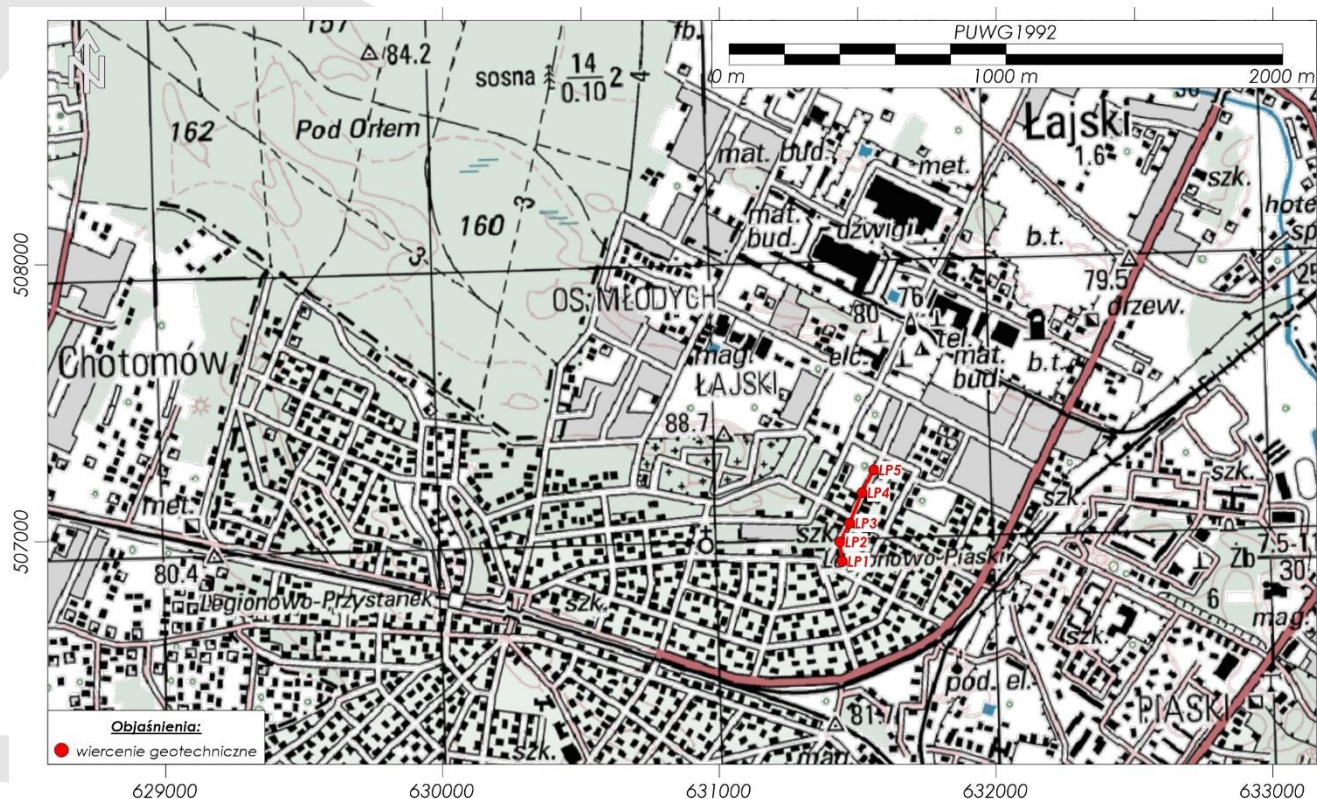 157
84.2
fb.
PUWG1992
0 m
1000 m
2000 m
sosna 14 2
0.10
4
162
Pod Orłem
mat. bud.
met.
Łajski
1.6
szk.
160
3
mat.
bud.
dźwigi
b.t.
hote
sp
3
79.5
25
508000
OS. MŁODYCH
80
76
drzew.
Chotomów
mag.
elc.
tel.
mat.
bud.
b.t.
ŁAJSKI
88.7
LP5
LP4
szk.
szk.
met.
LP3
szk.
507000
LP2
7.5-11
LP1
Żb
30
80.4
Legionowo-Przystanek
szk.
6
mag.
szk.
pod. el.
PIASKI
81.
Objaśnienia:
wiercenie geotechniczne
szk.
mag.
629000
630000
631000
632000
633000